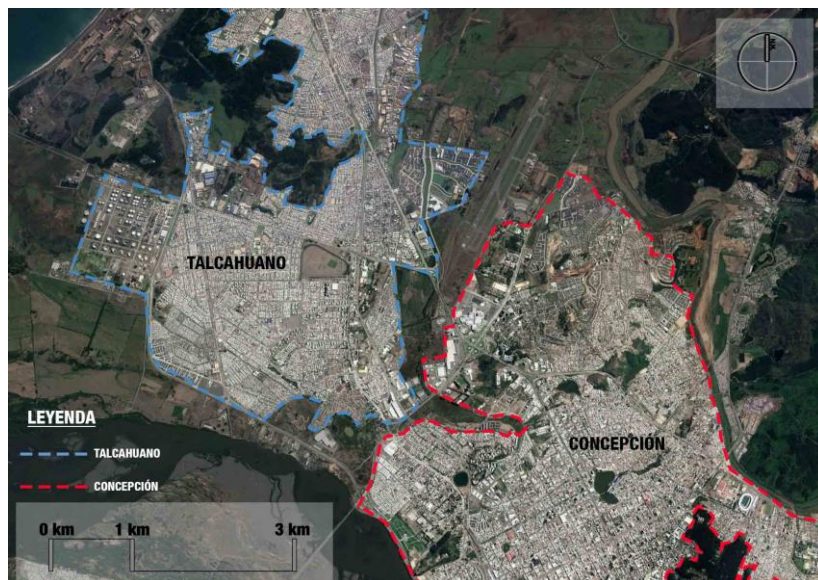 TALCAHUANO
CONCEPCIÓN
LEYENDA
TALCAHUANO
CONCEPCIÓN
0 km 1 km 3 km